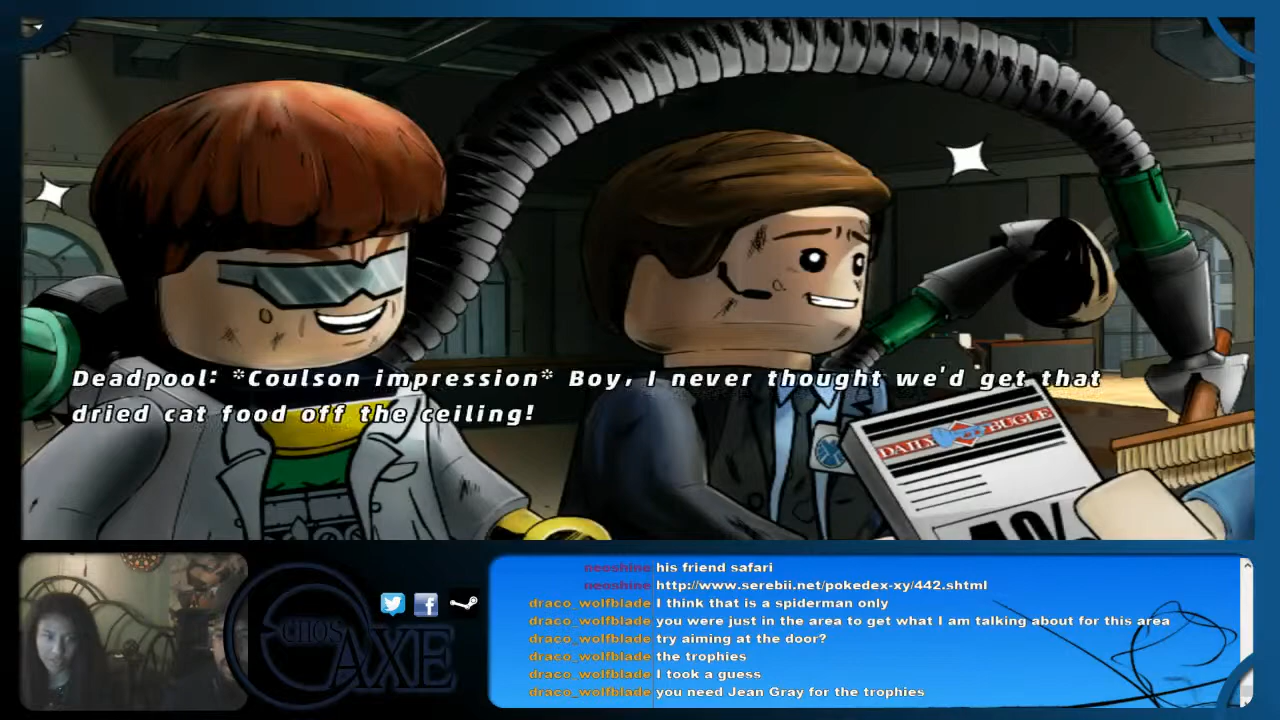 Deadpool: *Coulson impression* Boy, I never thought we'd get that
dried cat food off the ceiling!
DAILY BUGLE
neoshine his friend safari
neoshine http://www.serebii.net/pokedex-xy/442.shtml
draco_wolfblade I think that is a spiderman only
draco_wolfblade you were just in the area to get what I am talking about for this area
draco_wolfblade try aiming at the door?
draco_wolfblade the trophies
draco_wolfblade I took a guess
draco_wolfblade you need Jean Gray for the trophies
AXE